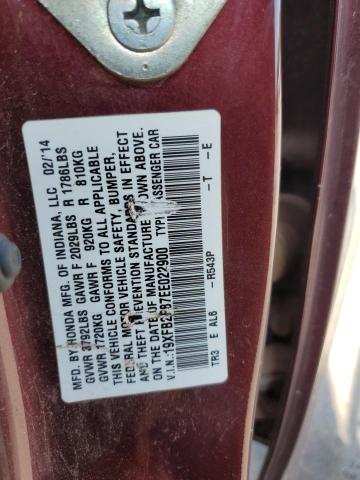 MFD. BY HONDA MFG. OF INDIANA, LLC 02/'14
GVWR 3792LBS GAWR F 2029LBS R 1786LBS
GVWR 1720KG GAWR F 920KG R 810KG
THIS VEHICLE CONFORMS TO ALL APPLICABLE
FEDERAL MOTOR VEHICLE SAFETY, BUMPER,
AND THEFT PREVENTION STANDARDS IN EFFECT
ON THE DATE OF MANUFACTURE SHOWN ABOVE.
V.I.N.: 19XFB2F87EE022900 TYPE: PASSENGER CAR
TR3 E AL6 -R543P -T -E